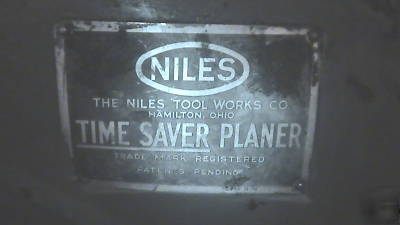 NILES
THE NILES TOOL WORKS CO
HAMILTON, OHIO
TIME SAVER PLANER
TRADE MARK REGISTERED
PATENTS PENDING